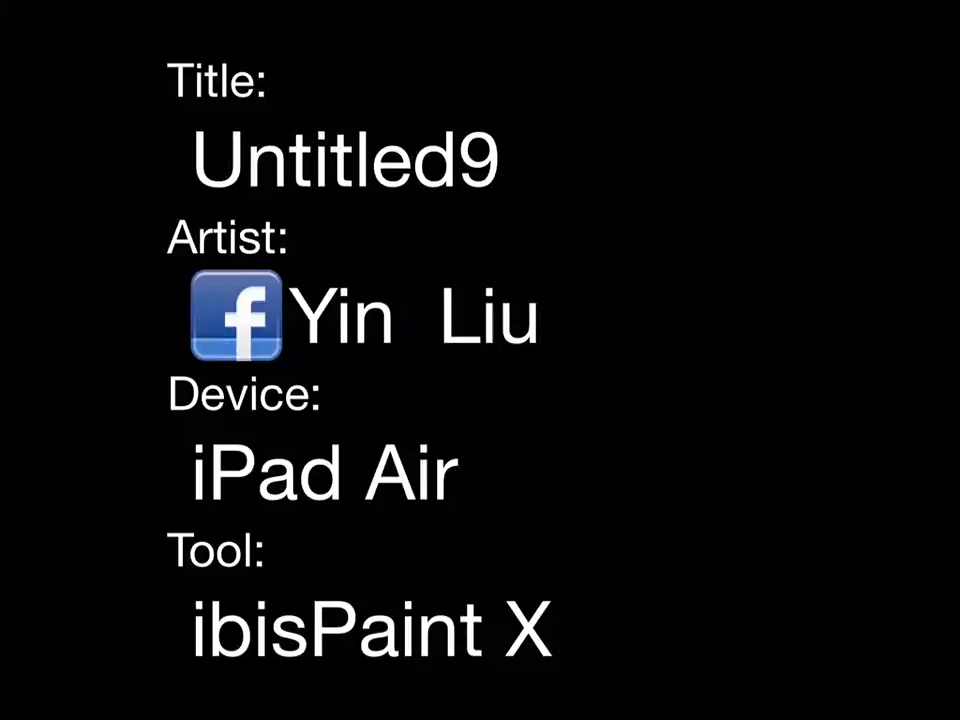 Title:
Untitled9
Artist:
Yin Liu
Device:
iPad Air
Tool:
ibisPaint X